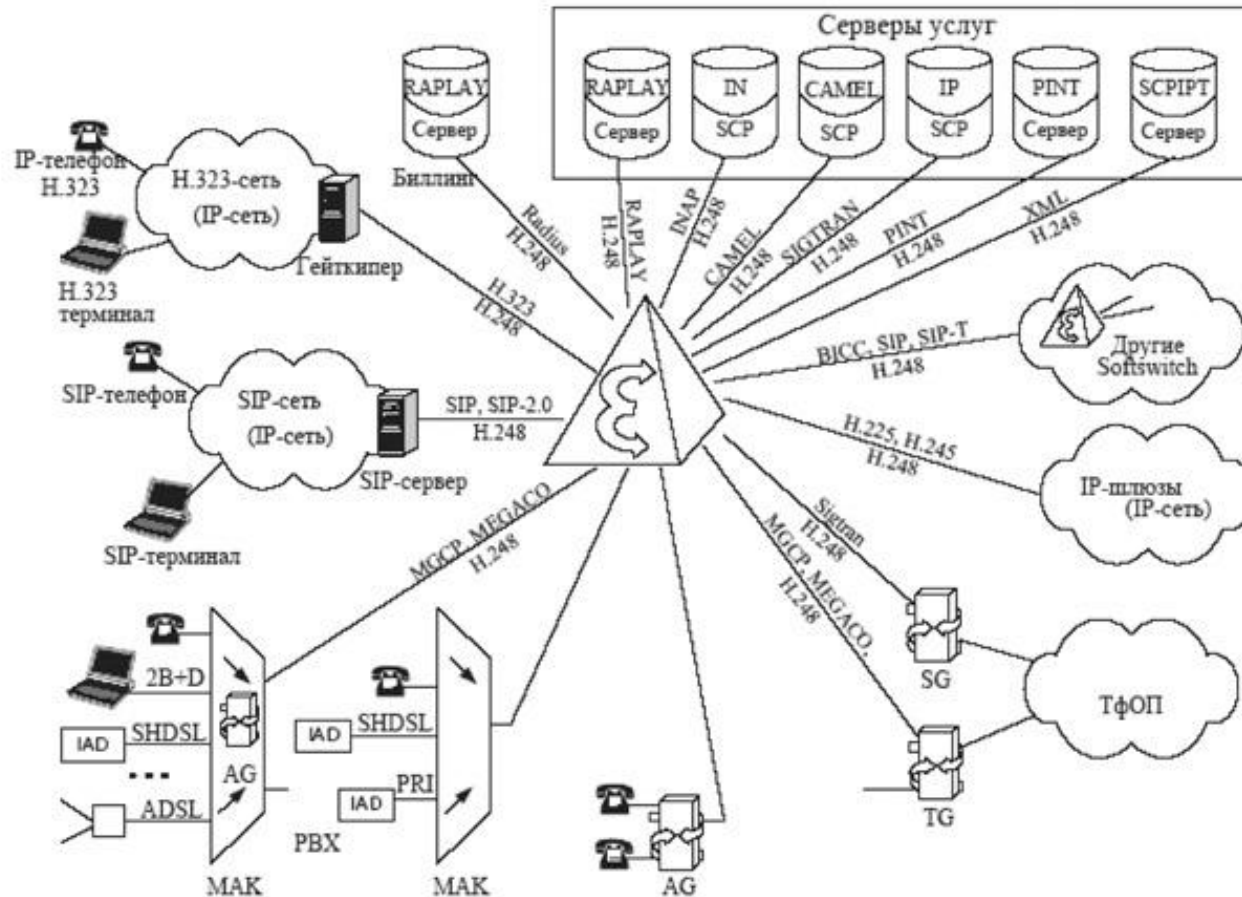 Серверы услуг
RAPLAY
Сервер
Биллинг
RAPLAY
Сервер
IN
SCP
CAMEL
SCP
IP
SCP
PINT
Сервер
SCPIPT
Сервер
IP-телефон
H.323
H.323-сеть
(IP-сеть)
Гейткипер
H.323
терминал
Radius
H.248
RAPLAY
H.248
INAP
H.248
CAMEL
H.248
SIGTRAN
H.248
PINT
H.248
XML
H.248
H.323
H.248
BICC, SIP, SIP-T
H.248
Другие
Softswitch
SIP-телефон
SIP-сеть
(IP-сеть)
SIP-сервер
SIP, SIP-2.0
H.248
SIP-терминал
H.225, H.245
H.248
IP-шлюзы
(IP-сеть)
MGCP, MEGACO
H.248
Sigtran
H.248
MGCP, MEGACO,
H.248
2B+D
IAD
SHDSL
ADSL
AG
МАК
PBX
IAD
SHDSL
IAD
PRI
МАК
AG
SG
TG
ТфОП